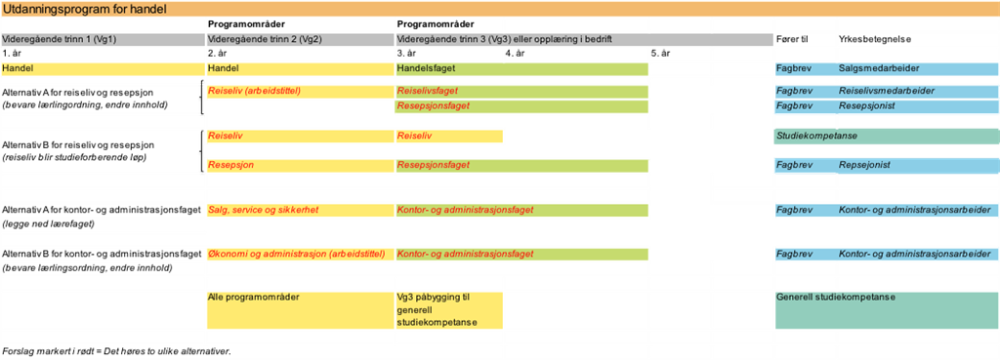 Utdanningsprogram for handel
Programområder Programområder
Videregående trinn 1 (Vg1) Videregående trinn 2 (Vg2) Videregående trinn 3 (Vg3) eller opplæring i bedrift Fører til Yrkesbetegnelse
1. år 2. år 3. år 4. år 5. år
Handel Handel Handelsfaget Fagbrev Salgsmedarbeider
Alternativ A for reiseliv og resepsjon Reiseliv (arbeidstittel) Reiselivsfaget Fagbrev Reiselivsmedarbeider
(bevare læringordning, endre innhold) Resepsjonsfaget Fagbrev Resepsjonist
Alternativ B for reiseliv og resepsjon Reiseliv Reiseliv Studiekompetanse
(reiseliv blir studieforberende løp) Resepsjon Resepsjonsfaget Fagbrev Repsejonist
Alternativ A for kontor- og administrasjonsfaget Salg, service og sikkerhet Kontor- og administrasjonsfaget Fagbrev Kontor- og administrasjonsarbeider
(legge ned lærefaget)
Alternativ B for kontor- og administrasjonsfaget Økonomi og administrasjon (arbeidstittel) Kontor- og administrasjonsfaget Fagbrev Kontor- og administrasjonsarbeider
(bevare lærlingsordning, endre innhold)
Alle programområder Vg3 påbygging til Generell studiekompetanse
generell
studiekompetanse
Forslag markert i rødt = Det høres to ulike alternativer.